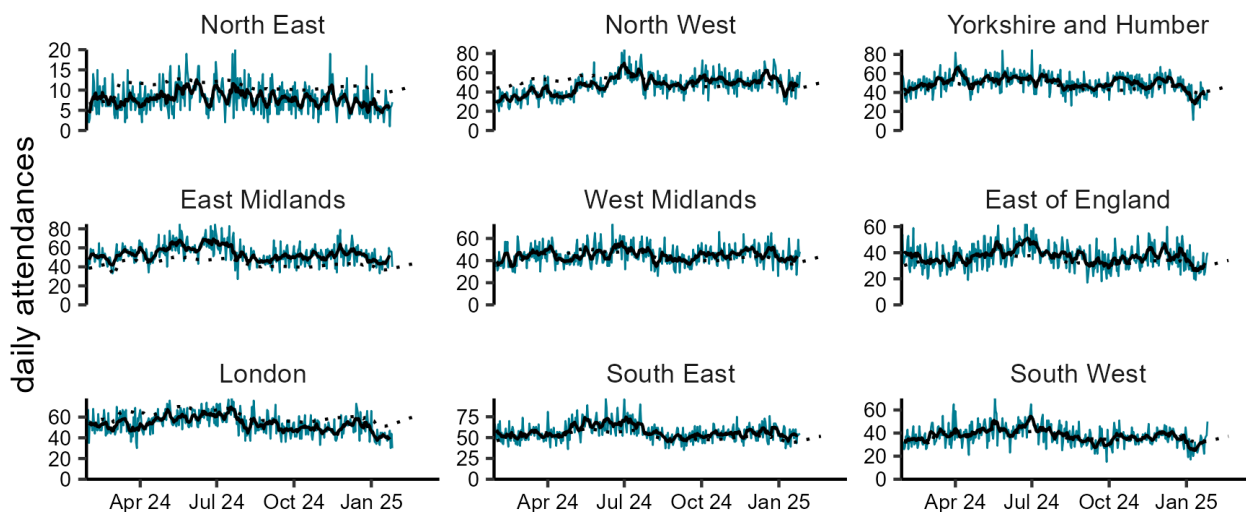 North East North West Yorkshire and Humber
20 80 80
15 60 60
10 40 40
5 20 20
0 0 0
daily attendances
East Midlands West Midlands East of England
80 60 60
60 40 40
40 20 20
20 0 0
0
London South East South West
60 75 60
40 50 40
20 25 20
0 0 0
Apr 24 Jul 24 Oct 24 Jan 25 Apr 24 Jul 24 Oct 24 Jan 25 Apr 24 Jul 24 Oct 24 Jan 25